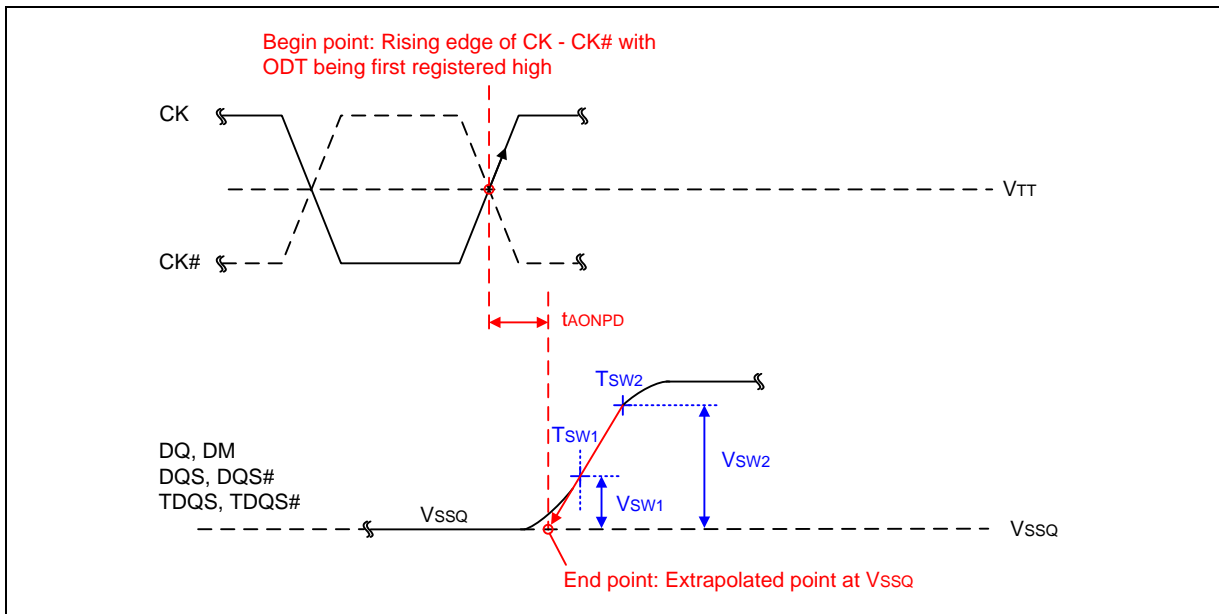 Begin point: Rising edge of CK - CK# with
ODT being first registered high
CK
VTT
CK#
tAONPD
TSW2
TSW1
DQ, DM
DQS, DQS#
TDQS, TDQS#
VSW2
VSW1
VSSQ
VSSQ
End point: Extrapolated point at VSSQ